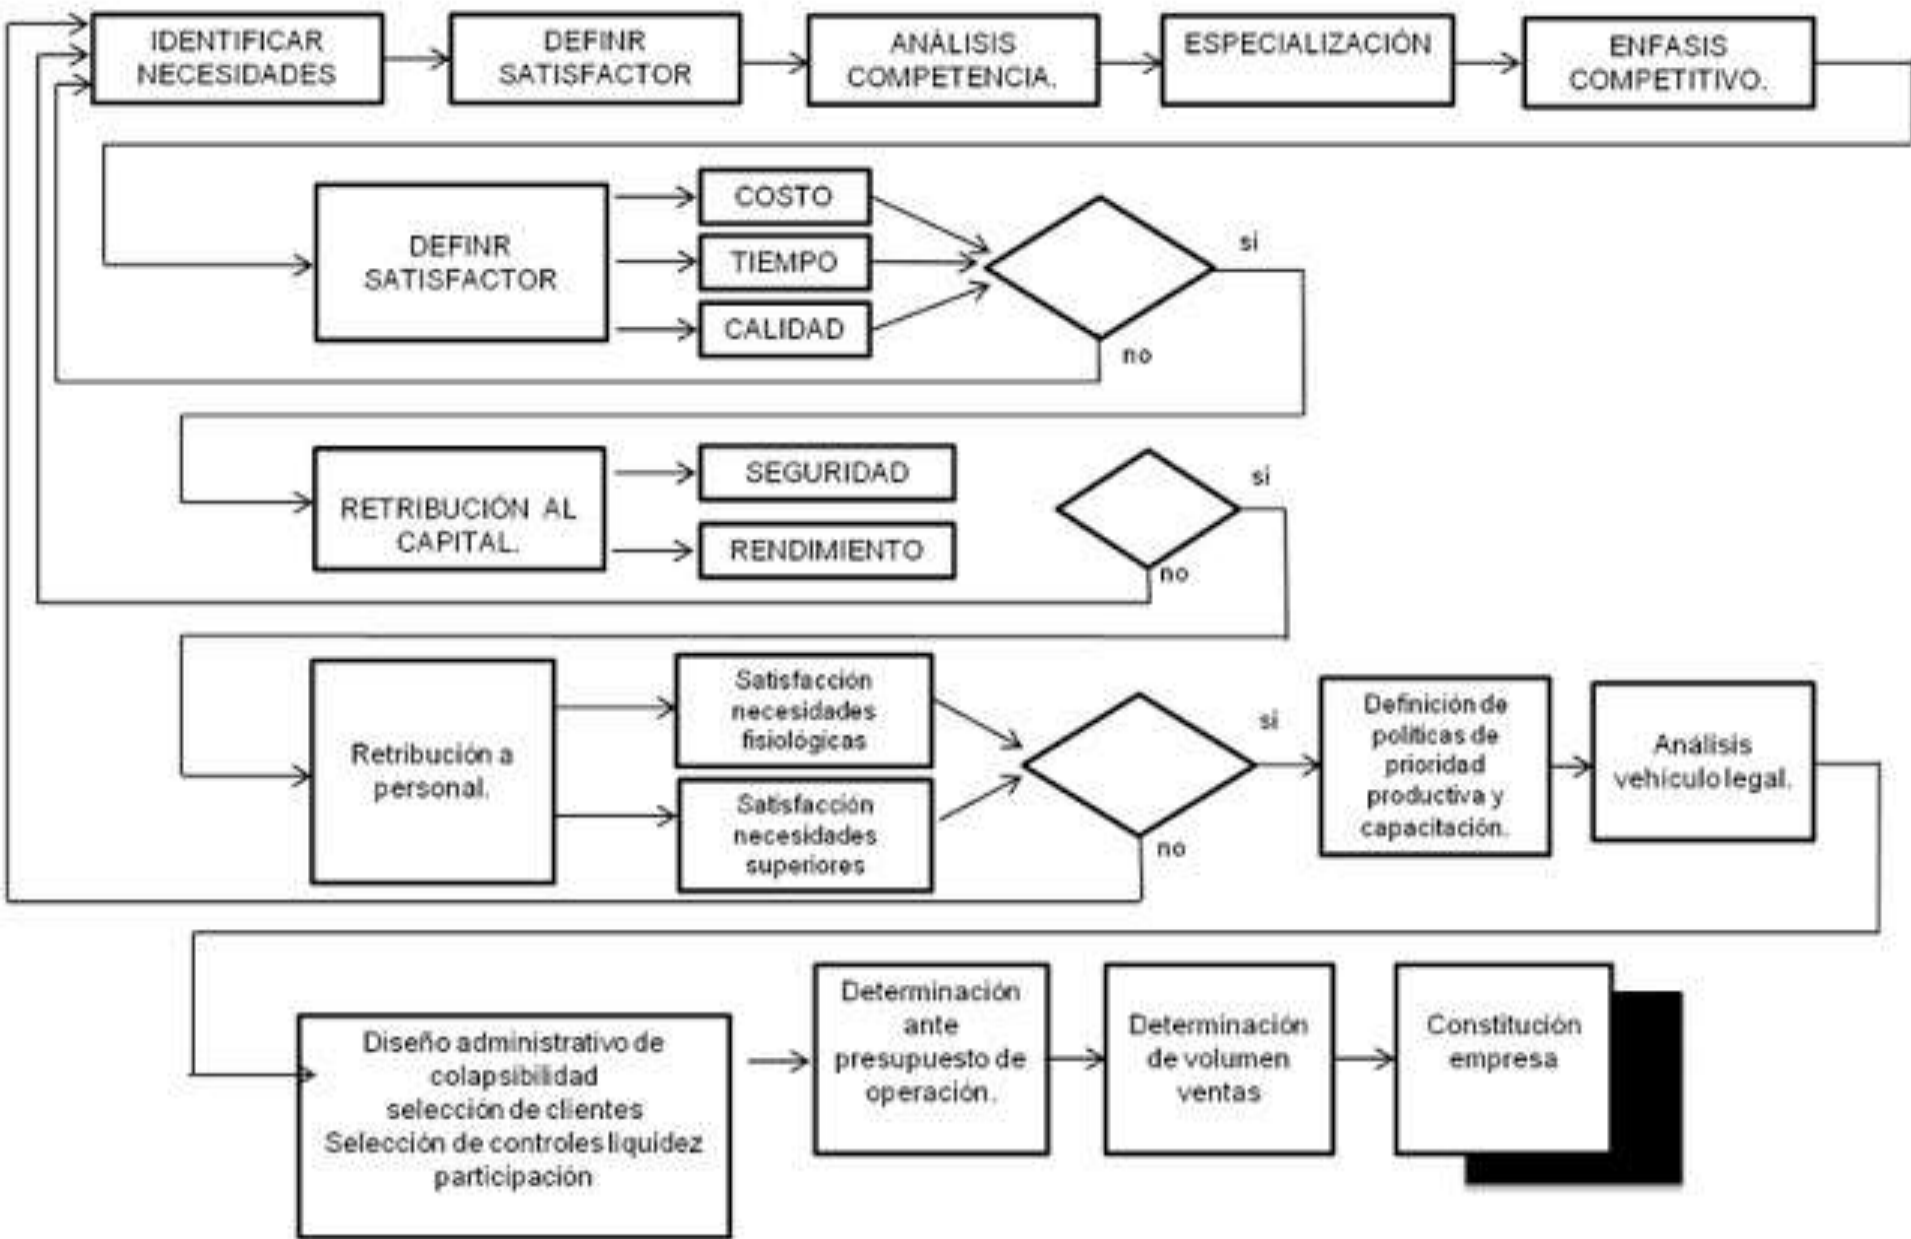 IDENTIFICAR
NECESIDADES
DEFINR
SATISFACTOR
ANÁLISIS
COMPETENCIA.
ESPECIALIZACIÓN
ENFASIS
COMPETITIVO.
DEFINR
SATISFACTOR
COSTO
TIEMPO
CALIDAD
si
no
RETRIBUCIÓN AL
CAPITAL.
SEGURIDAD
RENDIMIENTO
si
no
Retribución a
personal.
Satisfacción
necesidades
fisiológicas
Satisfacción
necesidades
superiores
si
no
Definición de
políticas de
prioridad
productiva y
capacitación.
Análisis
vehículo legal.
Diseño administrativo de
colapsibilidad
selección de clientes
Selección de controles liquidez
participación
Determinación
ante
presupuesto de
operación.
Determinación
de volumen
ventas
Constitución
empresa